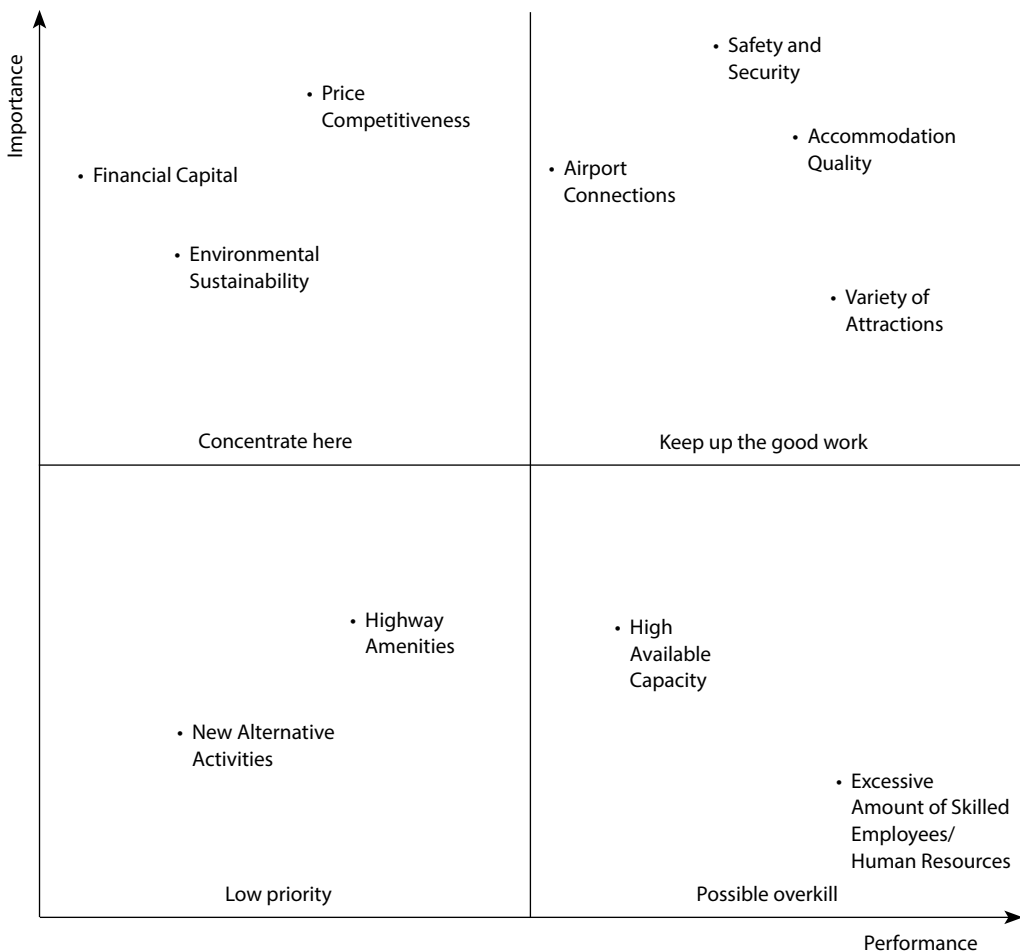 Importance
• Safety and
Security
• Price
Competitiveness
• Accommodation
Quality
• Airport
Connections
• Financial Capital
• Environmental
Sustainability
• Variety of
Attractions
Concentrate here
Keep up the good work
• Highway
Amenities
• High
Available
Capacity
• New Alternative
Activities
• Excessive
Amount of Skilled
Employees/
Human Resources
Low priority
Possible overkill
Performance